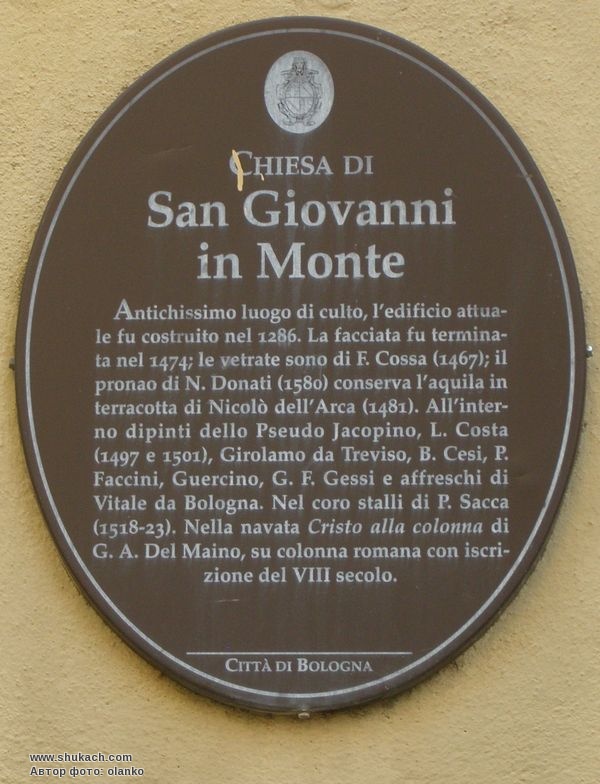 CHIESA DI
San Giovanni
in Monte
Antichissimo luogo di culto, l'edificio attua-
le fu costruito nel 1286. La facciata fu termina-
ta nel 1474; le vetrate sono di F. Cossa (1467); il
pronao di N. Donati (1580) conserva l'aquila in
terracotta di Nicolò dell'Arca (1481). All'inter-
no dipinti dello Pseudo Jacopino, L. Costa
(1497 e 1501), Girolamo da Treviso, B. Cesi, P.
Faccini, Guercino, G. F. Gessi e affreschi di
Vitale da Bologna. Nel coro stalli di P. Sacca
(1518-23). Nella navata Cristo alla colonna di
G. A. Del Maino, su colonna romana con iscri-
zione del VIII secolo.
CITTÀ DI BOLOGNA
www.shukach.com
Автор фото: olanko